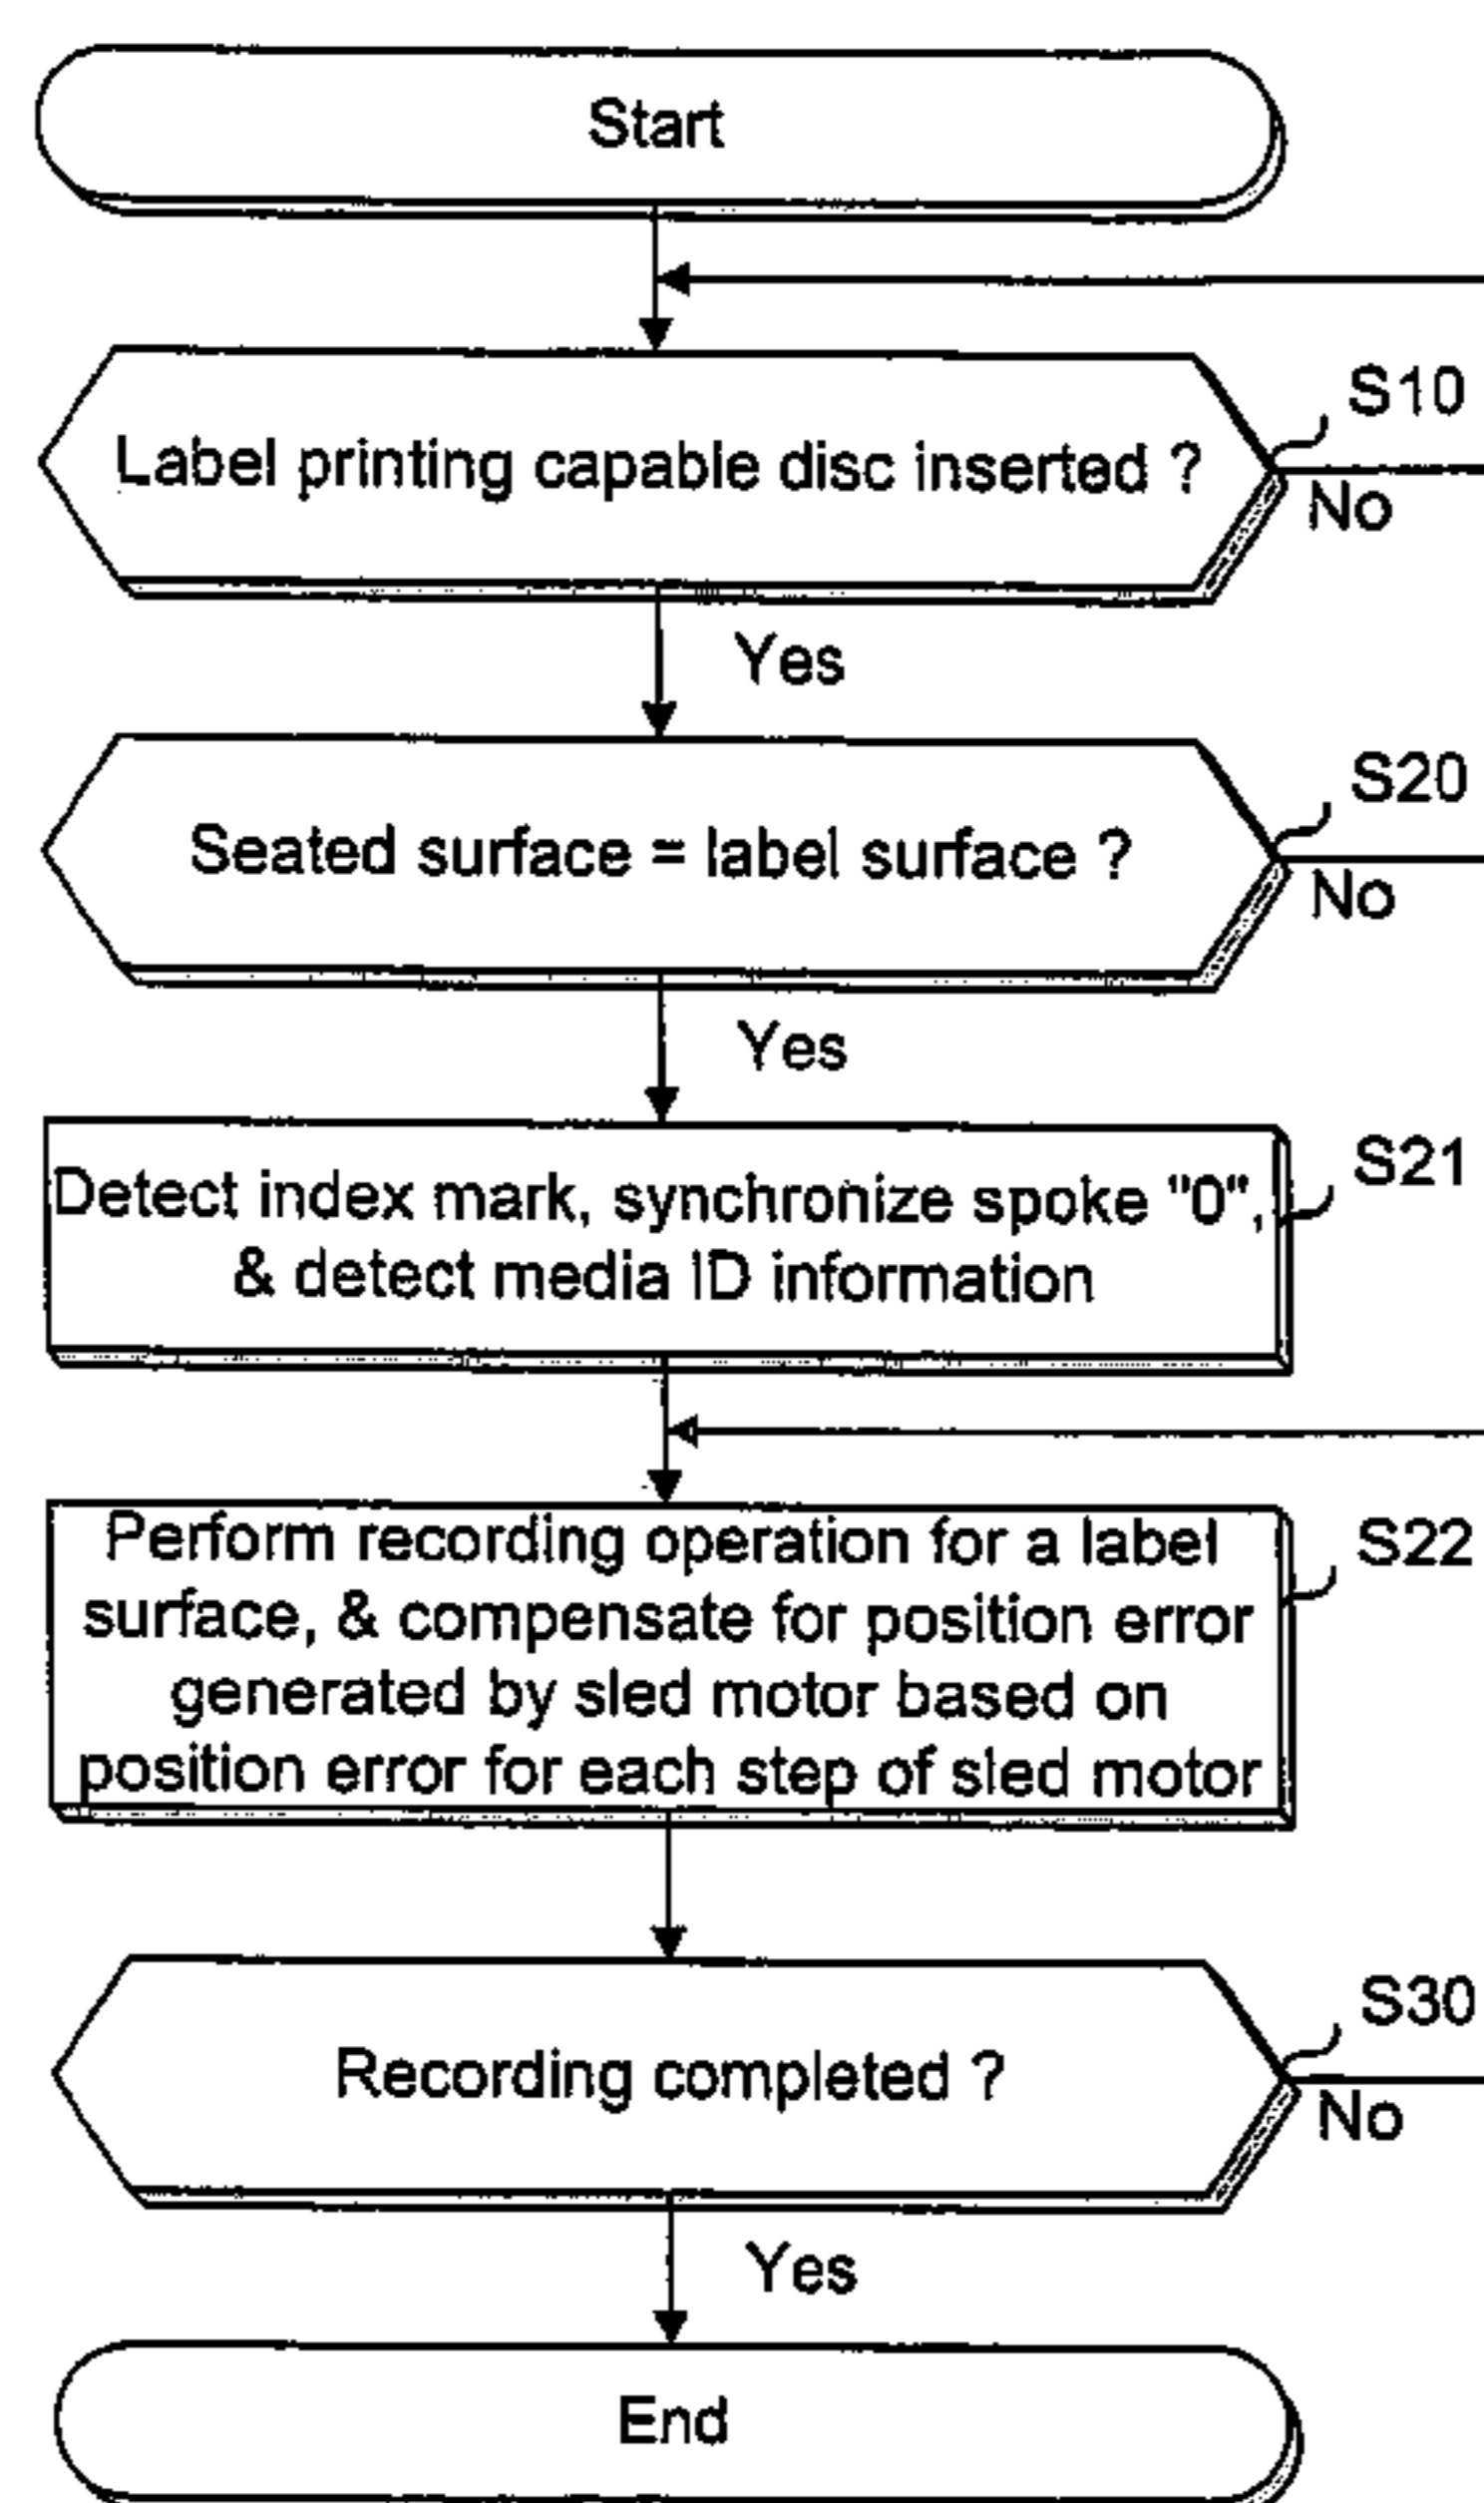 Start
S10
Label printing capable disc inserted ?
No
Yes
S20
Seated surface = label surface ?
No
Yes
S21
Detect index mark, synchronize spoke "0",
& detect media ID information
S22
Perform recording operation for a label
surface, & compensate for position error
generated by sled motor based on
position error for each step of sled motor
S30
Recording completed ?
No
Yes
End